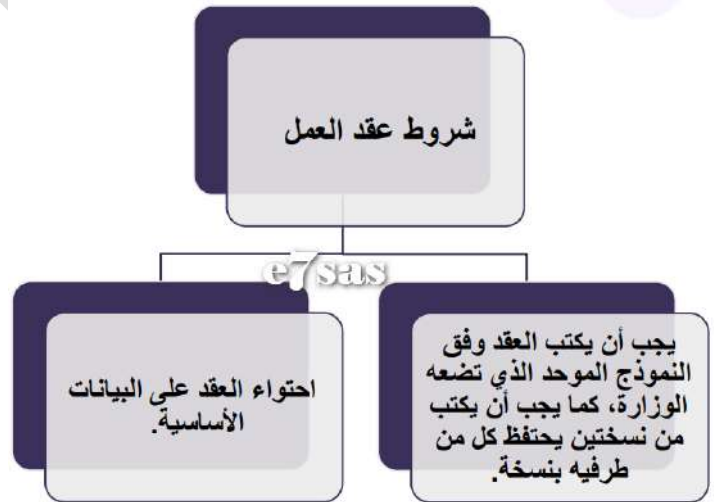 شروط عقد العمل
e7sas
يجب أن يكتب العقد وفق
النموذج الموحد الذي تضعه
الوزارة، كما يجب أن يكتب
من نسختين يحتفظ كل من
طرفيه بنسخة.
احتواء العقد على البيانات
الأساسية.